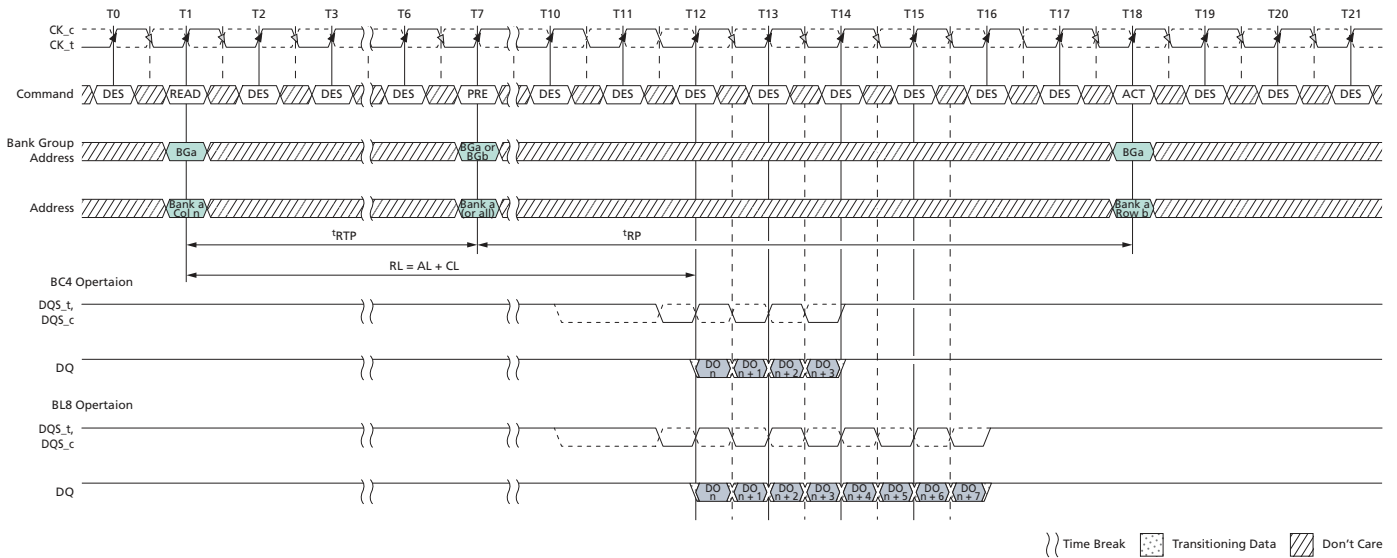 T0 T1 T2 T3 T6 T7 T10 T11 T12 T13 T14 T15 T16 T17 T18 T19 T20 T21
CK_c
CK_t
Command DES READ DES DES DES PRE DES DES DES DES DES DES DES DES ACT DES DES DES
Bank Group
Address
BGa
BGa or
BGb
BGa
Address
Bank a
Col n
Bank a
(or all)
Bank a
Row b
tRTP tRP
RL = AL + CL
BC4 Opertaion
DQS_t,
DQS_c
DQ
DO
n
DO
n + 1
DO
n + 2
DO
n + 3
BL8 Opertaion
DQS_t,
DQS_c
DQ
DO
n
DO
n + 1
DO
n + 2
DO
n + 3
DO
n + 4
DO
n + 5
DO
n + 6
DO
n + 7
Time Break Transitioning Data Don't Care